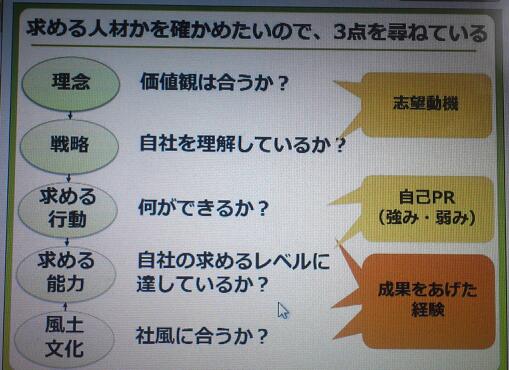 求める人材かを確かめたいので、3点を尋ねている
理念
価値観は合うか？
志望動機
戦略
自社を理解しているか？
求める
行動
何ができるか？
自己PR
（強み・弱み）
求める
能力
自社の求めるレベルに
達しているか？
成果をあげた
経験
風土
文化
社風に合うか？